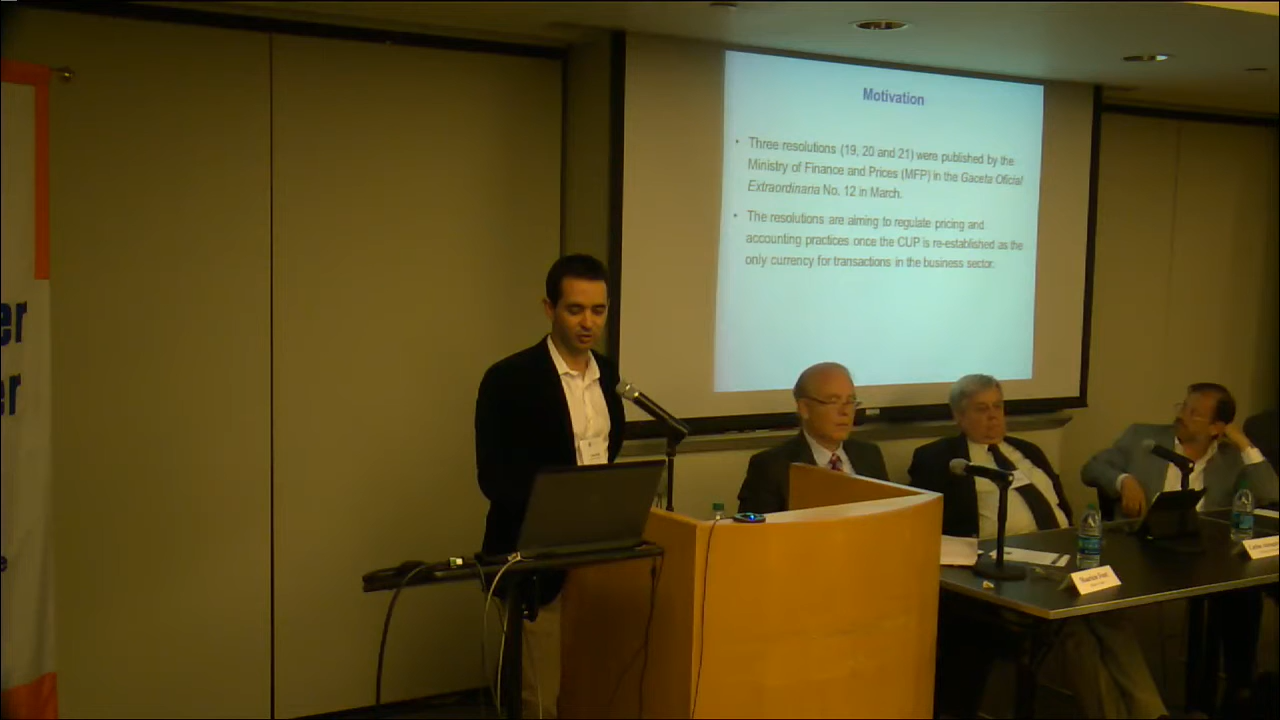 Motivation
• Three resolutions (19, 20 and 21) were published by the
Ministry of Finance and Prices (MFP) in the Gaceta Oficial
Extraordinaria No. 12 in March.
• The resolutions are aiming to regulate pricing and
accounting practices once the CUP is re-established as the
only currency for transactions in the business sector.
er
er